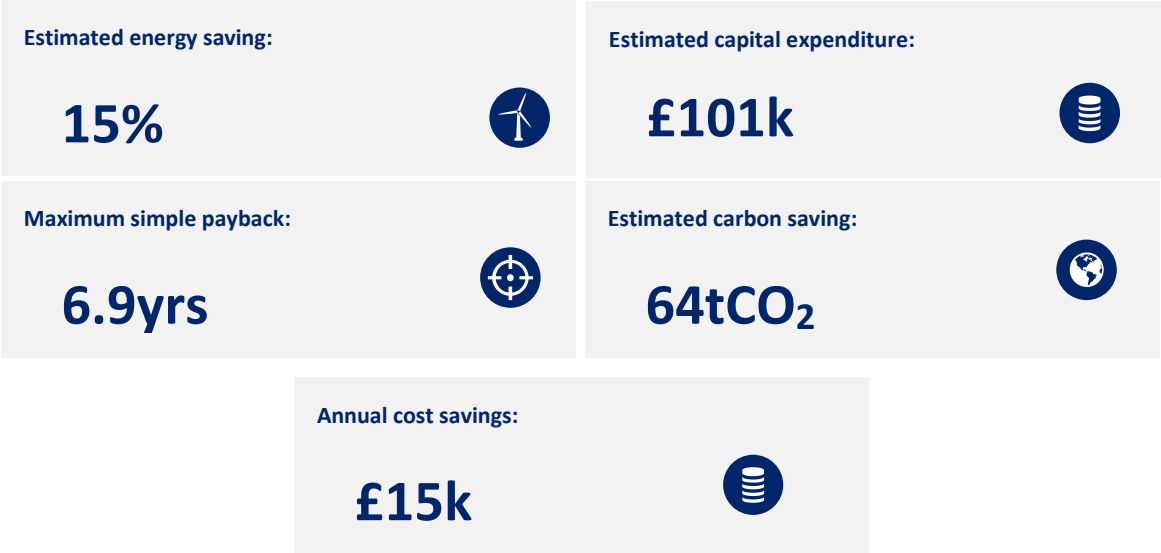 Estimated energy saving:
15%
Estimated capital expenditure:
£101k
Maximum simple payback:
6.9yrs
Estimated carbon saving:
64tCO₂
Annual cost savings:
£15k